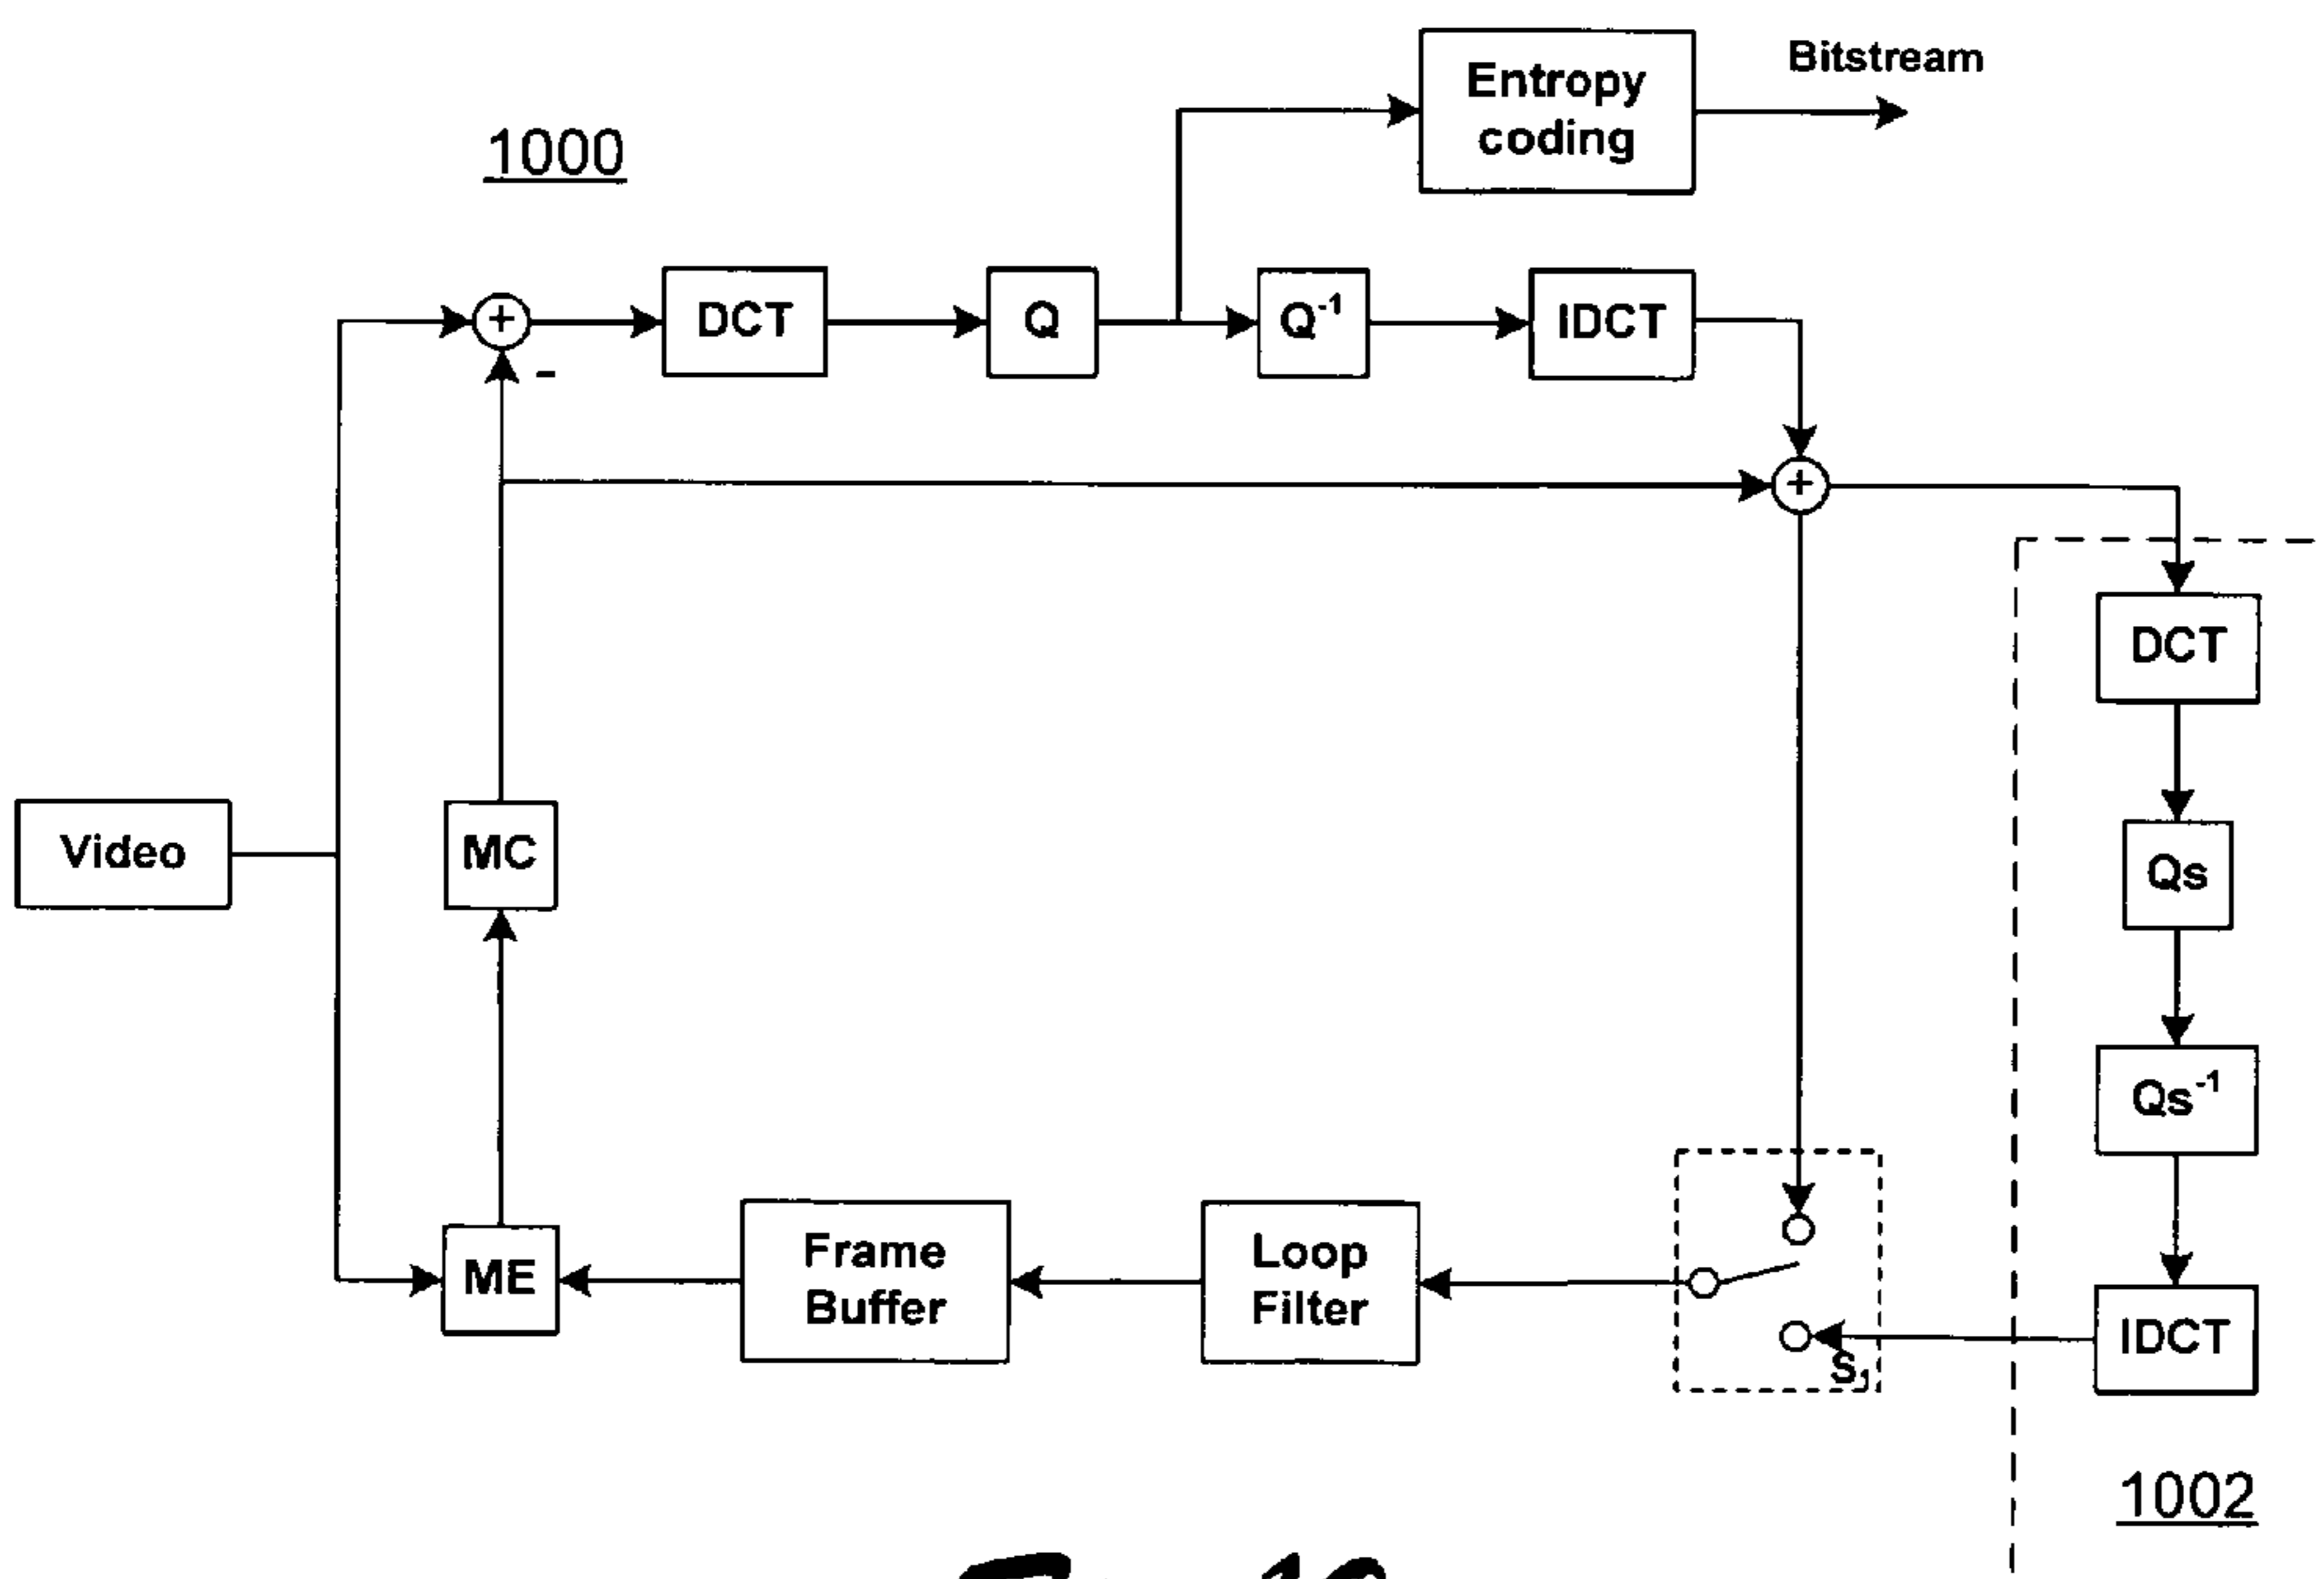 Entropy
coding
Bitstream
1000
+
DCT
Q
Q⁻¹
IDCT
-
+
DCT
Video
MC
Qs
Qs⁻¹
ME
Frame
Buffer
Loop
Filter
S₁
IDCT
1002